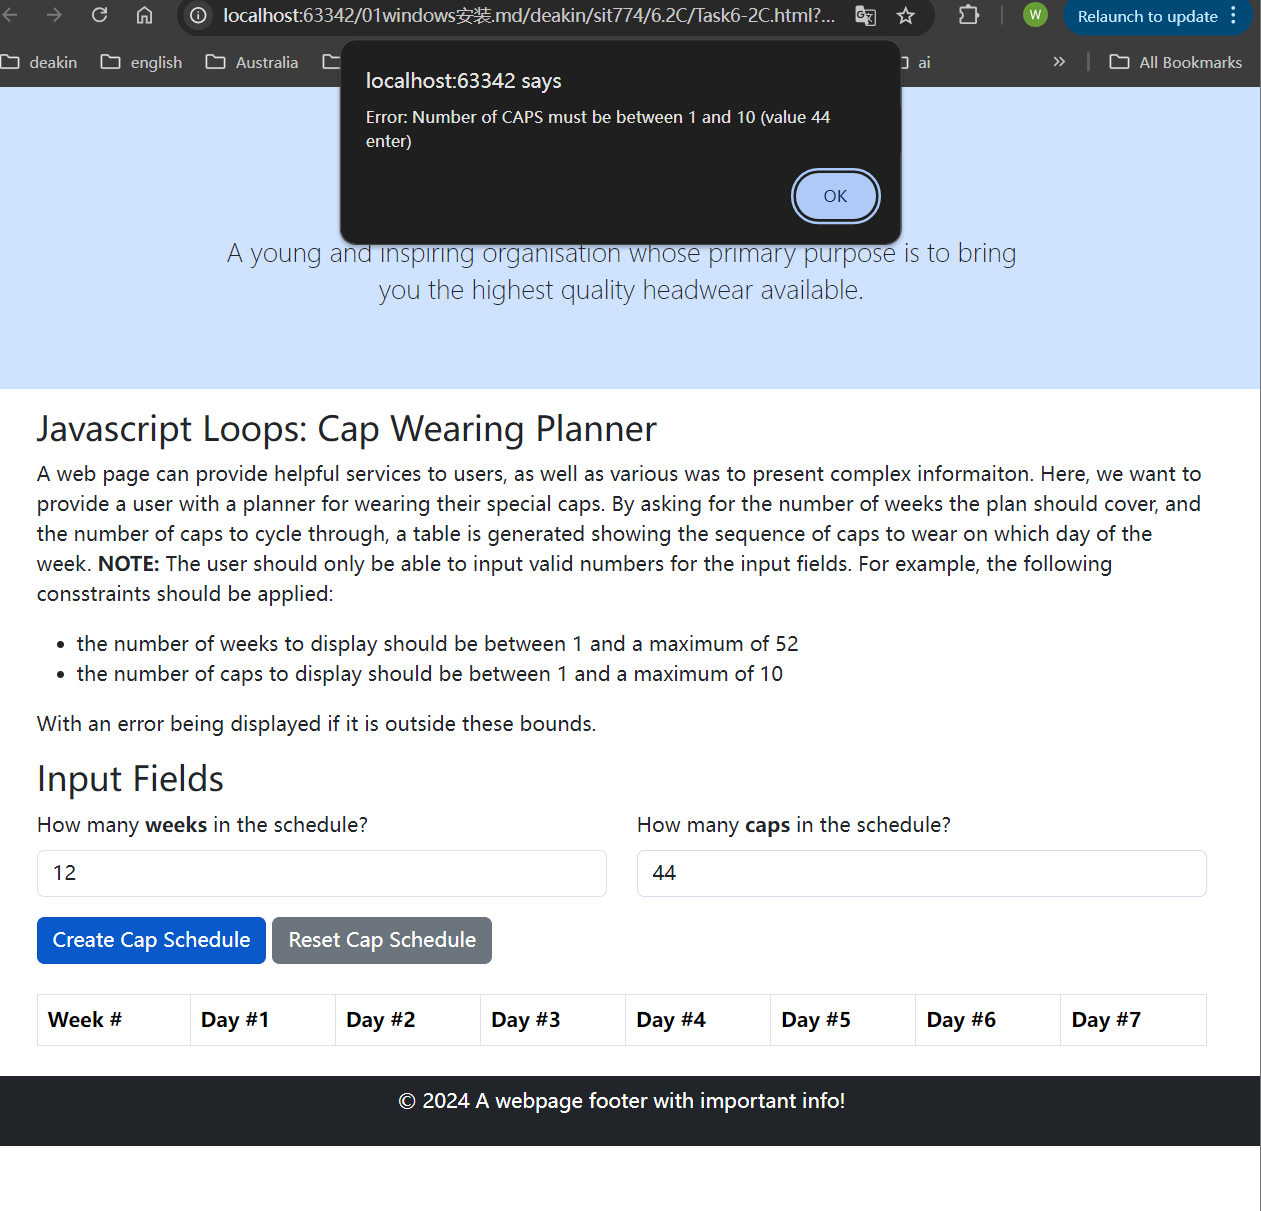 localhost:63342/01windows安装.md/deakin/sit774/6.2C/Task6-2C.html?...
W
Relaunch to update
deakin
english
Australia
ai
»
All Bookmarks
localhost:63342 says
Error: Number of CAPS must be between 1 and 10 (value 44
enter)
OK
A young and inspiring organisation whose primary purpose is to bring
you the highest quality headwear available.
Javascript Loops: Cap Wearing Planner
A web page can provide helpful services to users, as well as various was to present complex informaiton. Here, we want to
provide a user with a planner for wearing their special caps. By asking for the number of weeks the plan should cover, and
the number of caps to cycle through, a table is generated showing the sequence of caps to wear on which day of the
week. NOTE: The user should only be able to input valid numbers for the input fields. For example, the following
consstraints should be applied:
• the number of weeks to display should be between 1 and a maximum of 52
• the number of caps to display should be between 1 and a maximum of 10
With an error being displayed if it is outside these bounds.
Input Fields
How many weeks in the schedule?
How many caps in the schedule?
12
44
Create Cap Schedule
Reset Cap Schedule
Week # Day #1 Day #2 Day #3 Day #4 Day #5 Day #6 Day #7
© 2024 A webpage footer with important info!